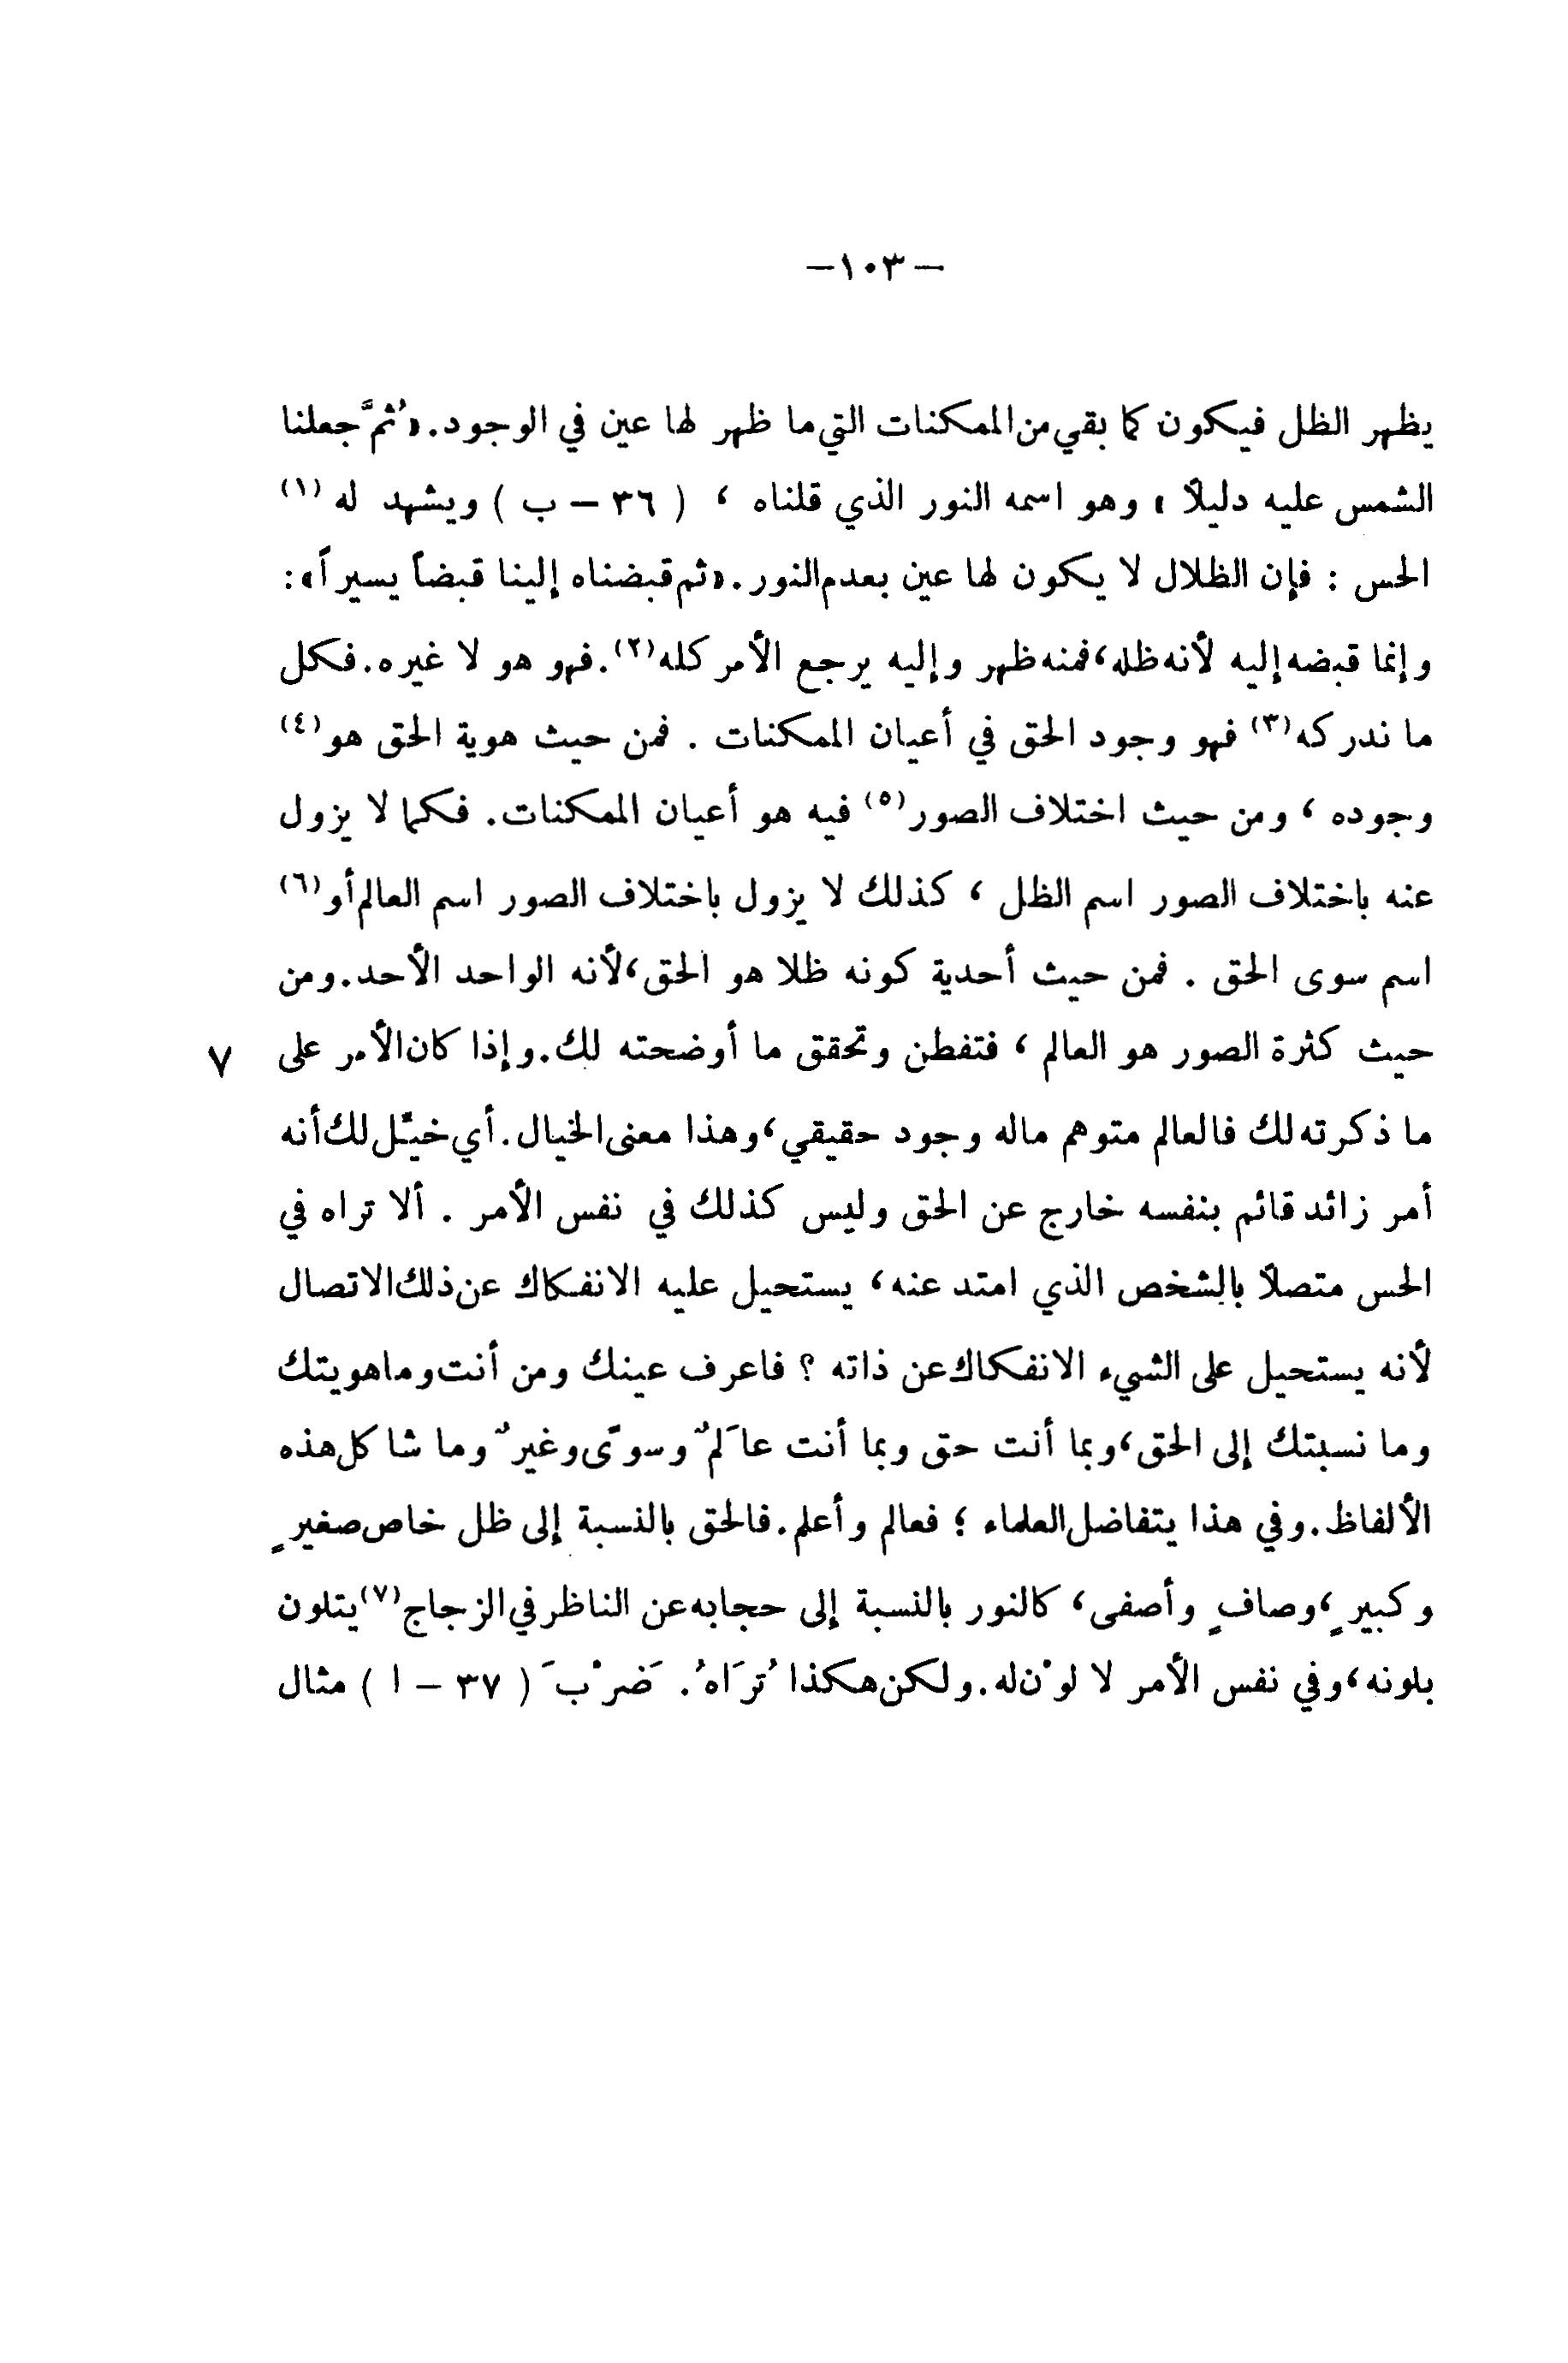 —١٠٣—
يظهر الظل فيكون كما بقي من الممكنات التي ما ظهر لها عين في الوجود. «ثُمَّ جعلنا
الشمس عليه دليلاً» وهو اسمه النور الذي قلناه ، ( ٣٦ — ب ) ويشهد له (١)
الحس : فإن الظلال لا يكون لها عين بعدم النور. «ثم قبضناه إلينا قبضاً يسيراً»:
وإنما قبضه إليه لأنه ظله، فمنه ظهر وإليه يرجع الأمر كله(٢). فهو هو لا غيره. فكل
ما ندركه(٣) فهو وجود الحق في أعيان الممكنات . فمن حيث هوية الحق هو(٤)
وجوده ، ومن حيث اختلاف الصور(٥) فيه هو أعيان الممكنات. فكما لا يزول
عنه باختلاف الصور اسم الظل ، كذلك لا يزول باختلاف الصور اسم العالم أو(٦)
اسم سوى الحق . فمن حيث أحدية كونه ظلا هو الحق، لأنه الواحد الأحد. ومن
حيث كثرة الصور هو العالم ، فتفطن وتحقق ما أوضحته لك. وإذا كان الأمر على ٧
ما ذكرته لك فالعالم متوهم ماله وجود حقيقي، وهذا معنى الخيال. أي خيِّل لك أنه
أمر زائد قائم بنفسه خارج عن الحق وليس كذلك في نفس الأمر . ألا تراه في
الحس متصلاً بالشخص الذي امتد عنه، يستحيل عليه الانفكاك عن ذلك الاتصال
لأنه يستحيل على الشيء الانفكاك عن ذاته ؟ فاعرف عينك ومن أنت وما هويتك
وما نسبتك إلى الحق، وبما أنت حق وبما أنت عالَمٌ وسوىً وغيرٌ وما شاكل هذه
الألفاظ. وفي هذا يتفاضل العلماء ؛ فعالم وأعلم. فالحق بالنسبة إلى ظل خاص صغيرٍ
وكبيرٍ، وصافٍ وأصفى، كالنور بالنسبة إلى حجابه عن الناظر في الزجاج(٧) يتلون
بلونه، وفي نفس الأمر لا لوْن له. ولكن هكذا تُرَاهُ. ضَرْبَ ( ٣٧ — ا ) مثال